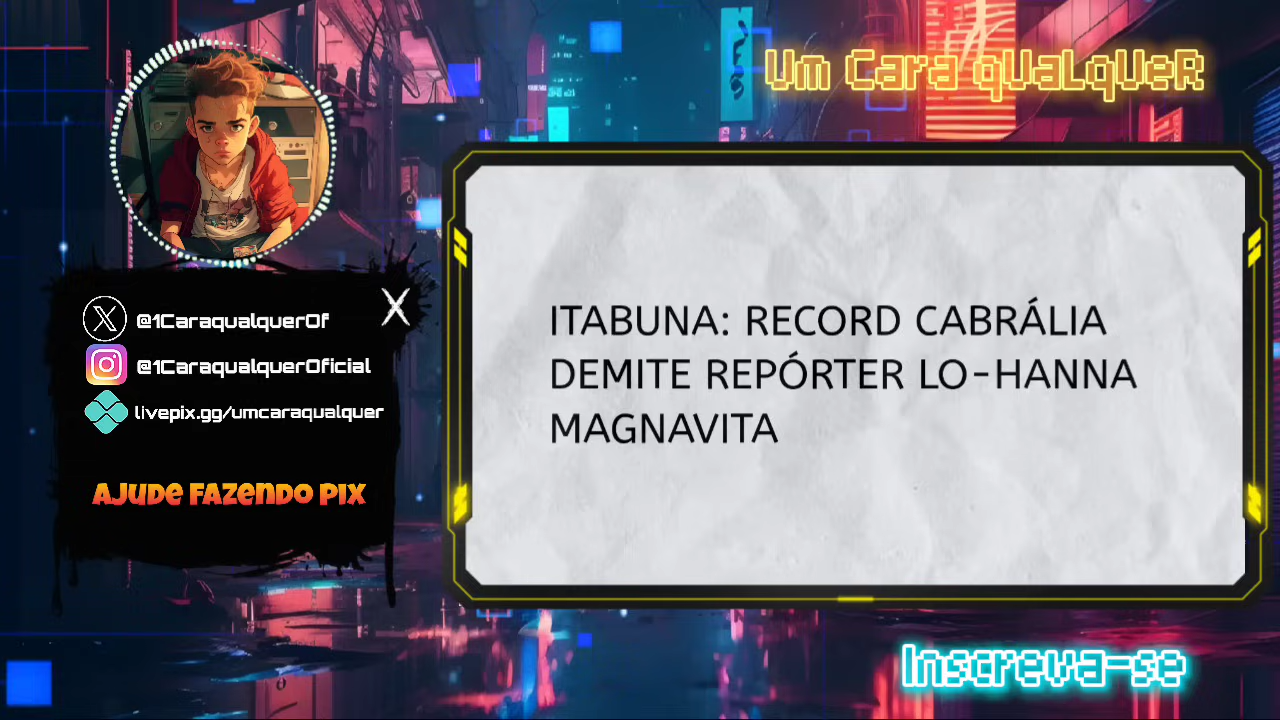 Um Cara qUaLqUeR
@1CaraqualquerOf
@1CaraqualquerOficial
livepix.gg/umcaraqualquer
AJude Fazendo PIX
ITABUNA: RECORD CABRÁLIA
DEMITE REPÓRTER LO-HANNA
MAGNAVITA
Inscreva-se